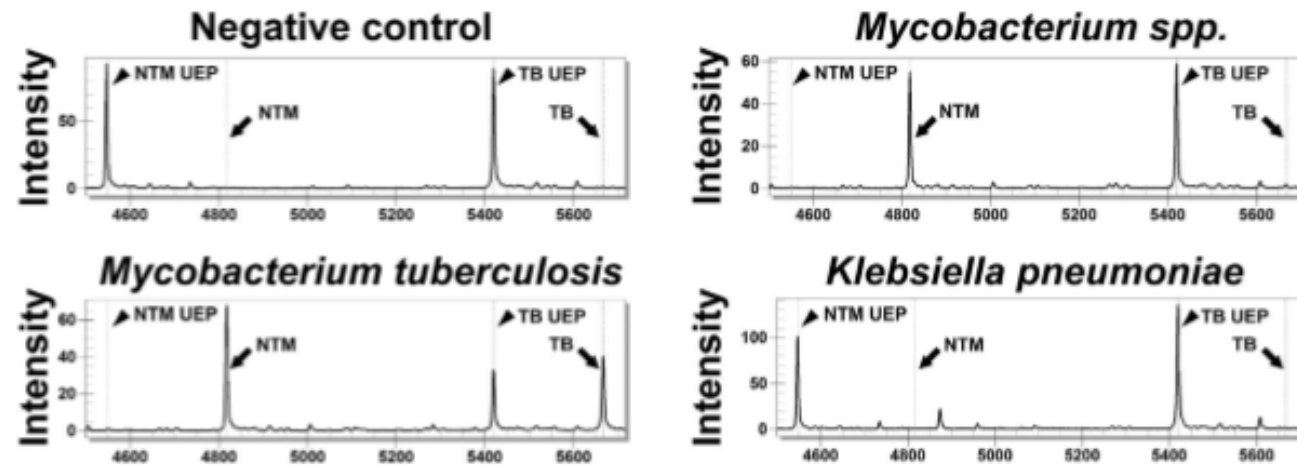 Negative control
Intensity
NTM UEP
TB UEP
NTM
TB
50
0
4600 4800 5000 5200 5400 5600
Mycobacterium spp.
Intensity
60
NTM UEP
TB UEP
40
NTM
TB
20
0
4600 4800 5000 5200 5400 5600
Mycobacterium tuberculosis
Intensity
60
NTM UEP
TB UEP
40
NTM
TB
20
0
4600 4800 5000 5200 5400 5600
Klebsiella pneumoniae
Intensity
NTM UEP
TB UEP
100
NTM
TB
50
0
4600 4800 5000 5200 5400 5600